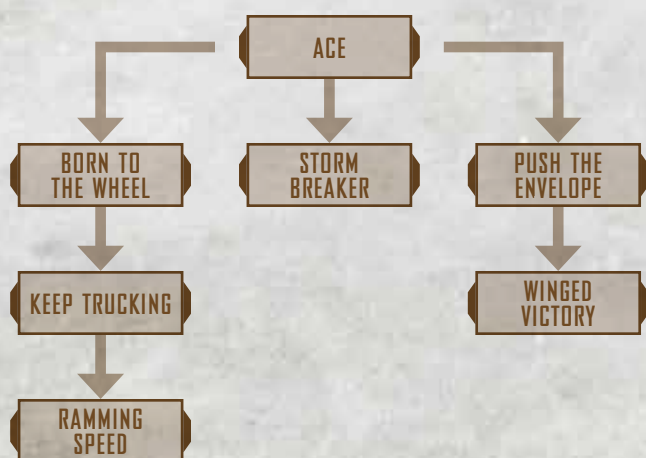 ACE
BORN TO
THE WHEEL
STORM
BREAKER
PUSH THE
ENVELOPE
KEEP TRUCKING
WINGED
VICTORY
RAMMING
SPEED